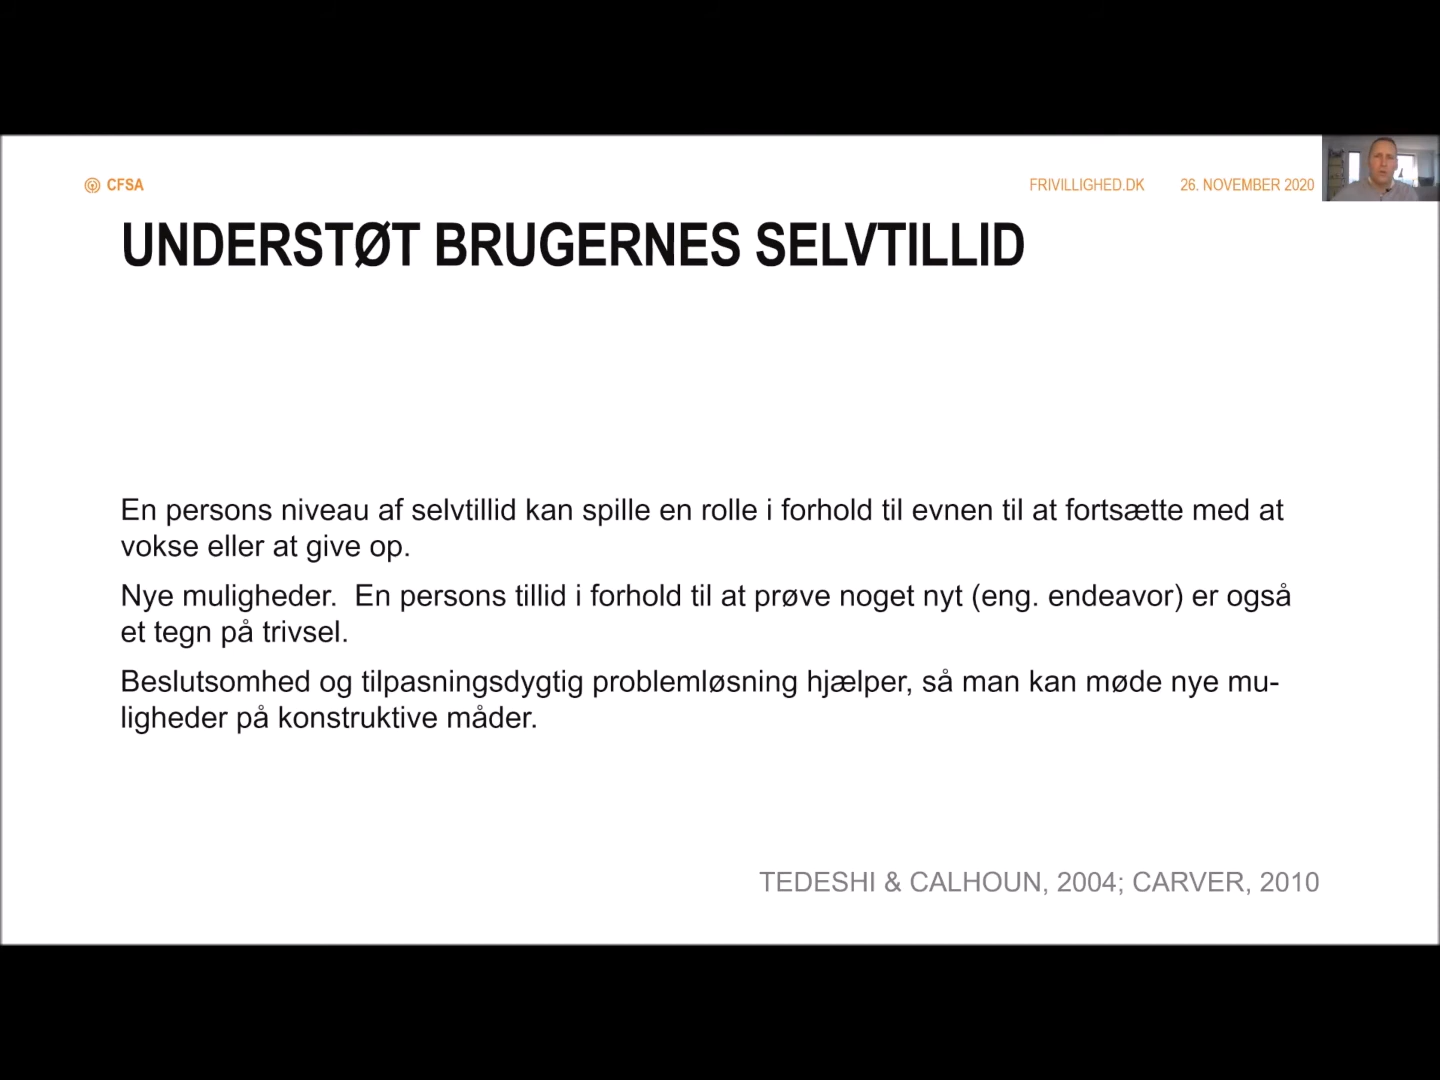 CFSA
FRIVILLIGHED.DK 26. NOVEMBER 2020
UNDERSTØT BRUGERNES SELVTILLID
En persons niveau af selvtillid kan spille en rolle i forhold til evnen til at fortsætte med at
vokse eller at give op.
Nye muligheder.  En persons tillid i forhold til at prøve noget nyt (eng. endeavor) er også
et tegn på trivsel.
Beslutsomhed og tilpasningsdygtig problemløsning hjælper, så man kan møde nye mu-
ligheder på konstruktive måder.
TEDESHI & CALHOUN, 2004; CARVER, 2010